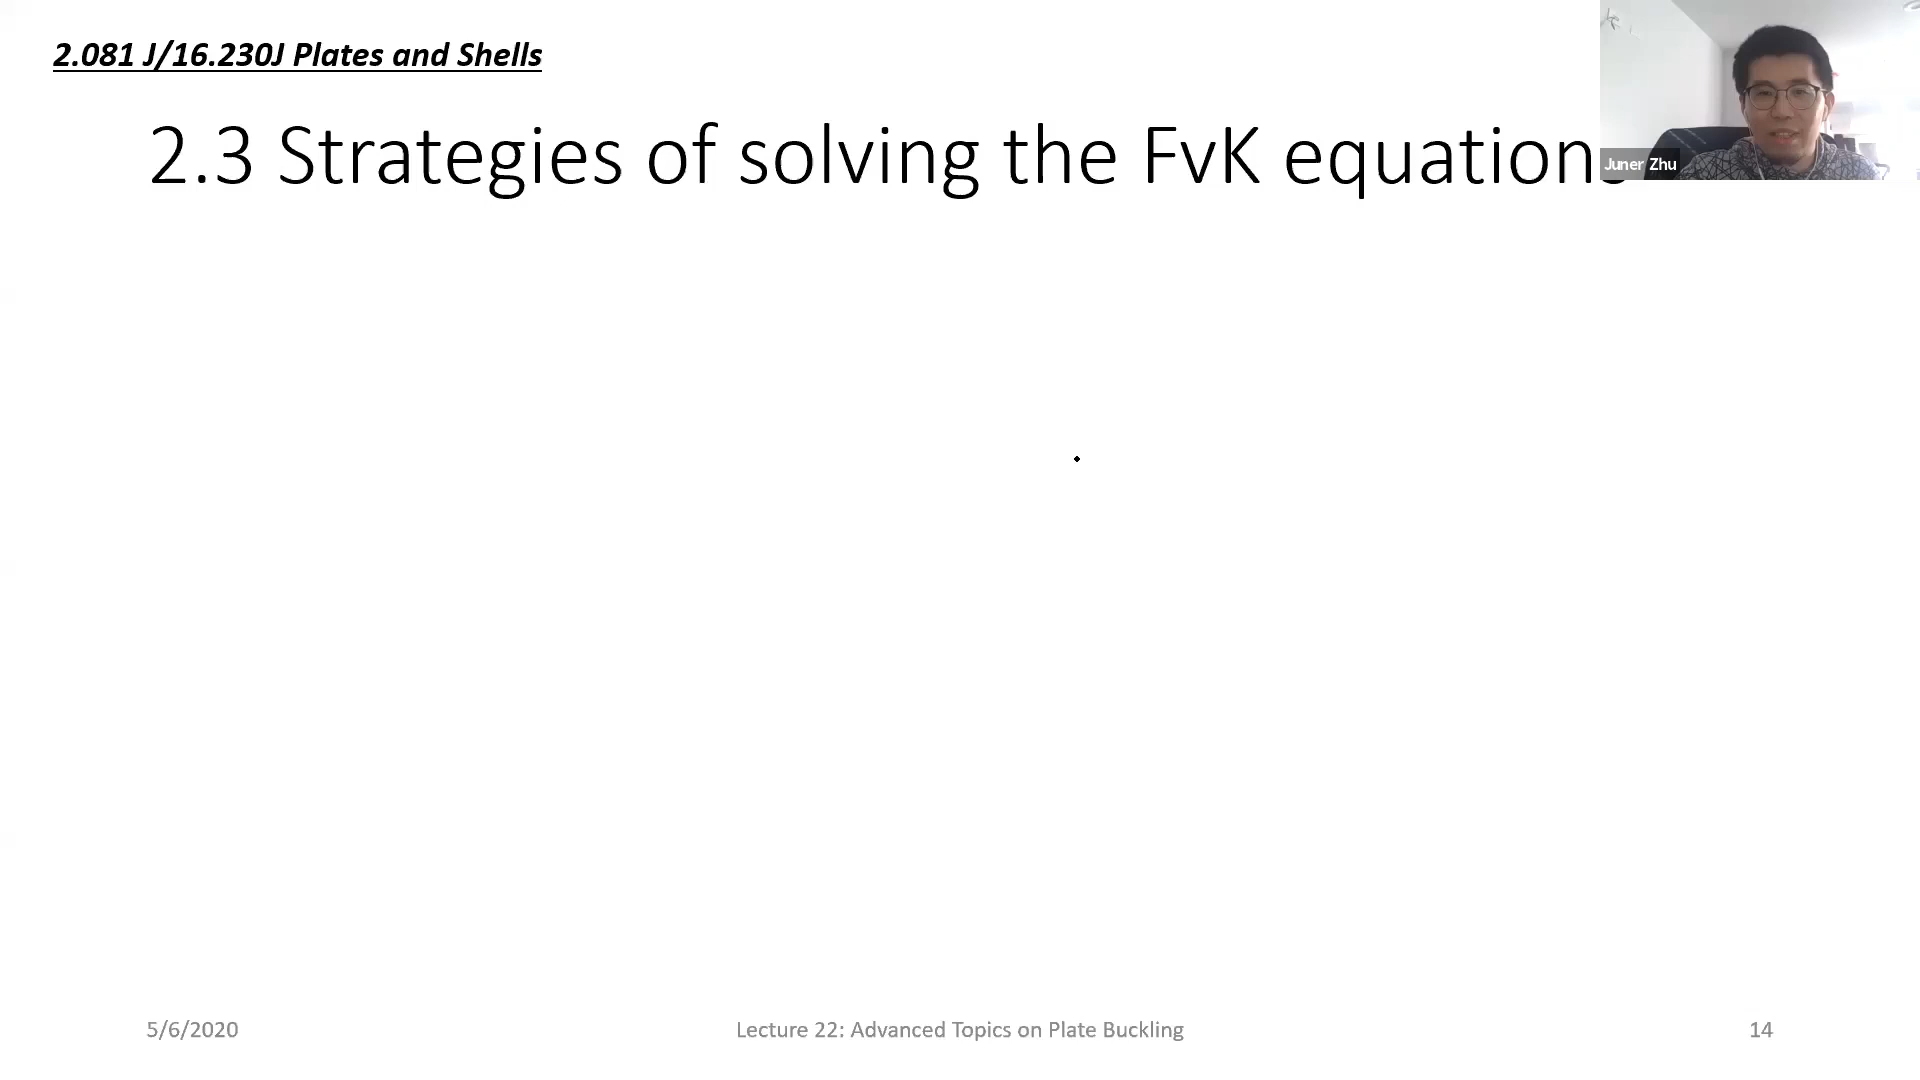 2.081 J/16.230J Plates and Shells
2.3 Strategies of solving the FvK equations
Juner Zhu
5/6/2020
Lecture 22: Advanced Topics on Plate Buckling
14